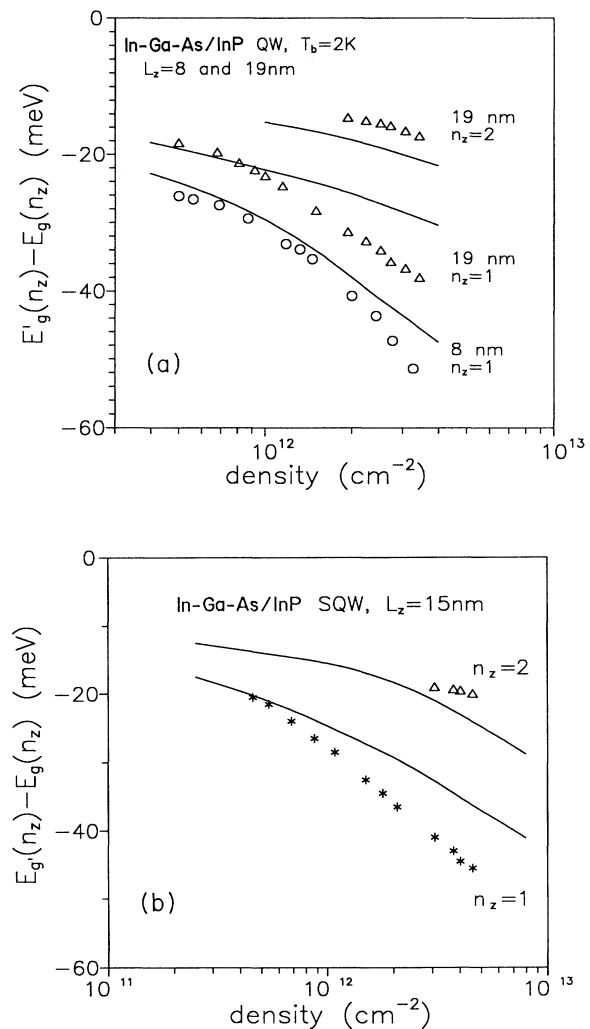 0
In-Ga-As/InP QW, T_b=2K
L_z=8 and 19nm
19 nm
n_z=2
−20
19 nm
n_z=1
−40
8 nm
n_z=1
(a)
−60
10^12
10^13
density (cm^−2)
E'_g(n_z)−E_g(n_z) (meV)
0
In-Ga-As/InP SQW, L_z=15nm
n_z=2
−20
−40
n_z=1
(b)
−60
10^11
10^12
10^13
density (cm^−2)
E_g'(n_z)−E_g(n_z) (meV)